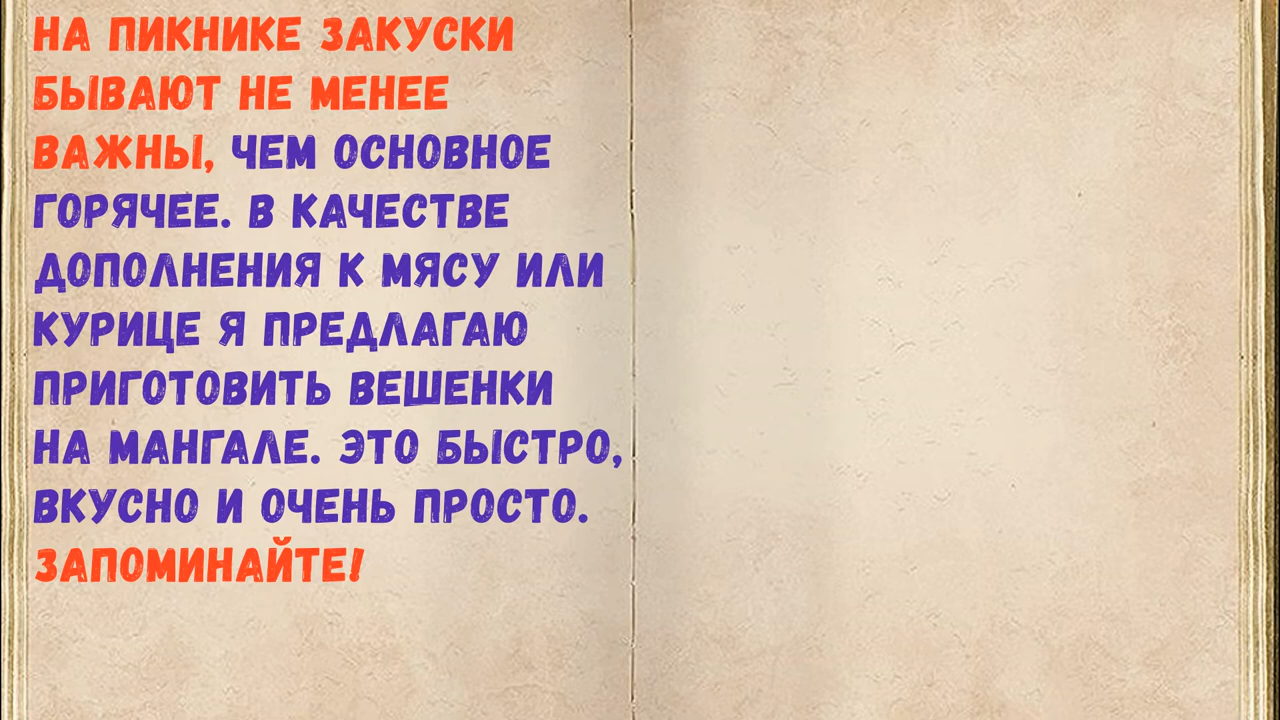 НА ПИКНИКЕ ЗАКУСКИ
БЫВАЮТ НЕ МЕНЕЕ
ВАЖНЫ, ЧЕМ ОСНОВНОЕ
ГОРЯЧЕЕ. В КАЧЕСТВЕ
ДОПОЛНЕНИЯ К МЯСУ ИЛИ
КУРИЦЕ Я ПРЕДЛАГАЮ
ПРИГОТОВИТЬ ВЕШЕНКИ
НА МАНГАЛЕ. ЭТО БЫСТРО,
ВКУСНО И ОЧЕНЬ ПРОСТО.
ЗАПОМИНАЙТЕ!